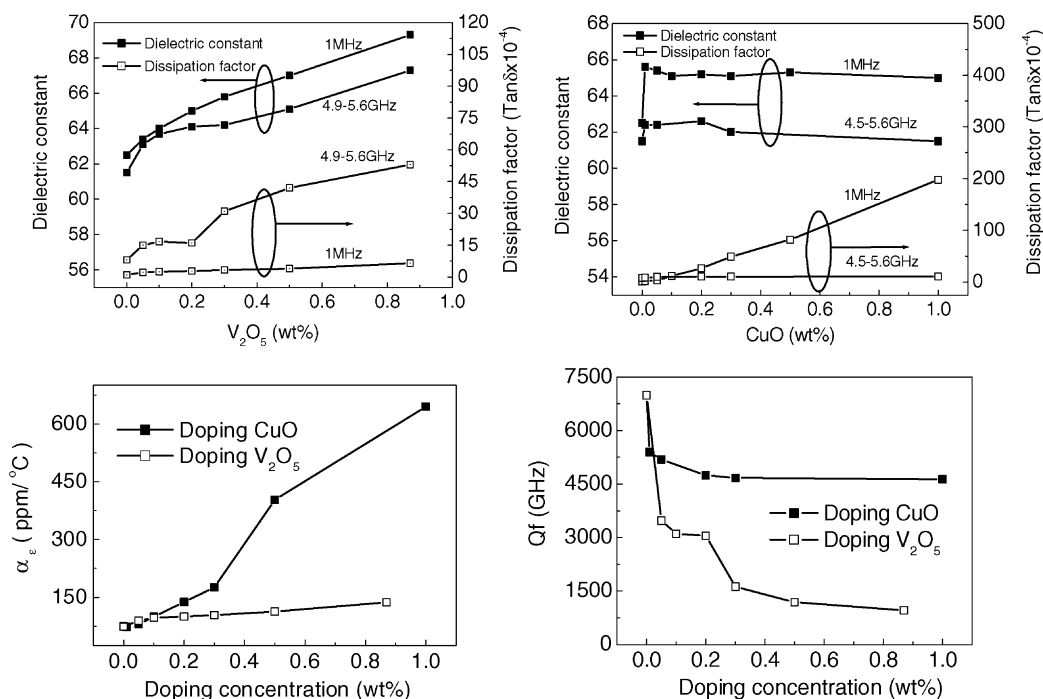 70
68
66
64
62
60
58
56
Dielectric constant
Dielectric constant
Dissipation factor
1MHz
4.9-5.6GHz
4.9-5.6GHz
1MHz
120
105
90
75
60
45
30
15
0
Dissipation factor (Tanδx10⁻⁴)
0.0 0.2 0.4 0.6 0.8 1.0
V₂O₅ (wt%)
68
66
64
62
60
58
56
54
Dielectric constant
Dielectric constant
Dissipation factor
1MHz
4.5-5.6GHz
1MHz
4.5-5.6GHz
500
400
300
200
100
0
Dissipation factor (Tanδx10⁻⁴)
0.0 0.2 0.4 0.6 0.8 1.0
CuO (wt%)
600
450
300
150
α ε ( ppm/ °C)
Doping CuO
Doping V₂O₅
0.0 0.2 0.4 0.6 0.8 1.0
Doping concentration (wt%)
7500
6000
4500
3000
1500
0
Qf (GHz)
Doping CuO
Doping V₂O₅
0.0 0.2 0.4 0.6 0.8 1.0
Doping concentration (wt%)